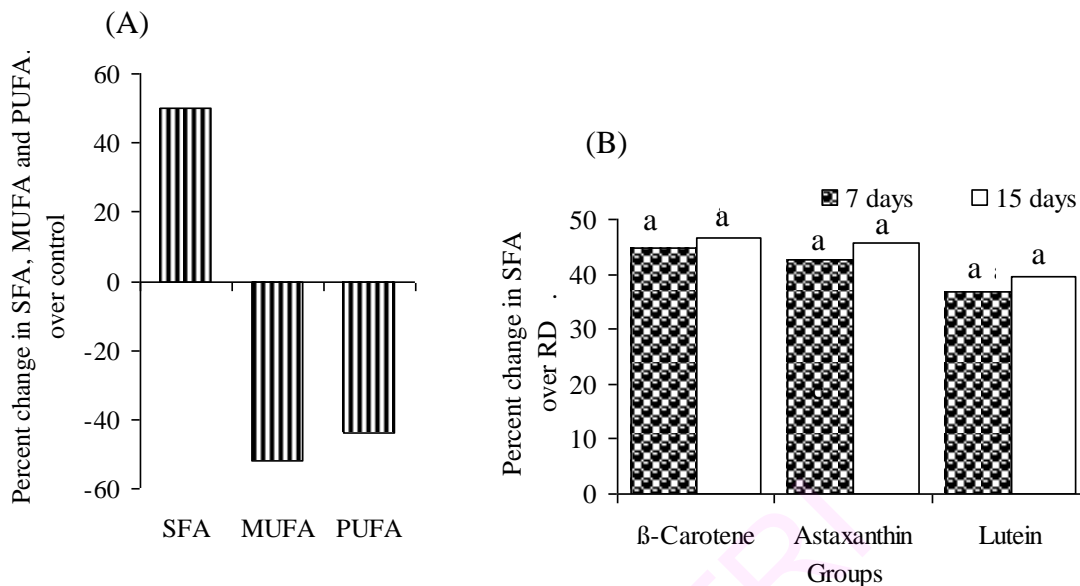 (A)
Percent change in SFA, MUFA and PUFA.
over control
60
40
20
0
-20
-40
-60
SFA MUFA PUFA
(B)
7 days 15 days
Percent change in SFA
over RD .
50
40
30
20
10
0
a a a a a a
ß-Carotene Astaxanthin Lutein
Groups